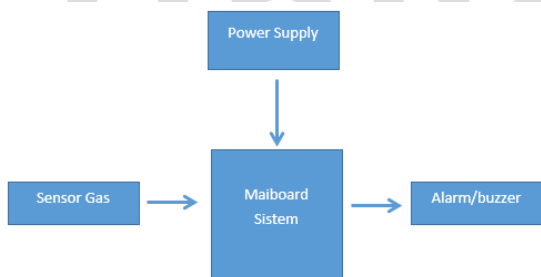 Power Supply
Sensor Gas
Maiboard
Sistem
Alarm/buzzer